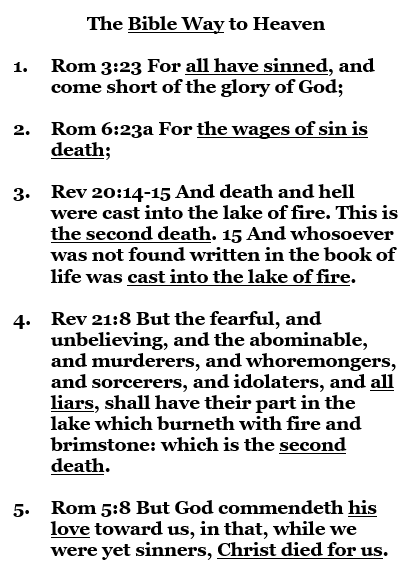 The Bible Way to Heaven
1. Rom 3:23 For all have sinned, and
come short of the glory of God;
2. Rom 6:23a For the wages of sin is
death;
3. Rev 20:14-15 And death and hell
were cast into the lake of fire. This is
the second death. 15 And whosoever
was not found written in the book of
life was cast into the lake of fire.
4. Rev 21:8 But the fearful, and
unbelieving, and the abominable,
and murderers, and whoremongers,
and sorcerers, and idolaters, and all
liars, shall have their part in the
lake which burneth with fire and
brimstone: which is the second
death.
5. Rom 5:8 But God commendeth his
love toward us, in that, while we
were yet sinners, Christ died for us.